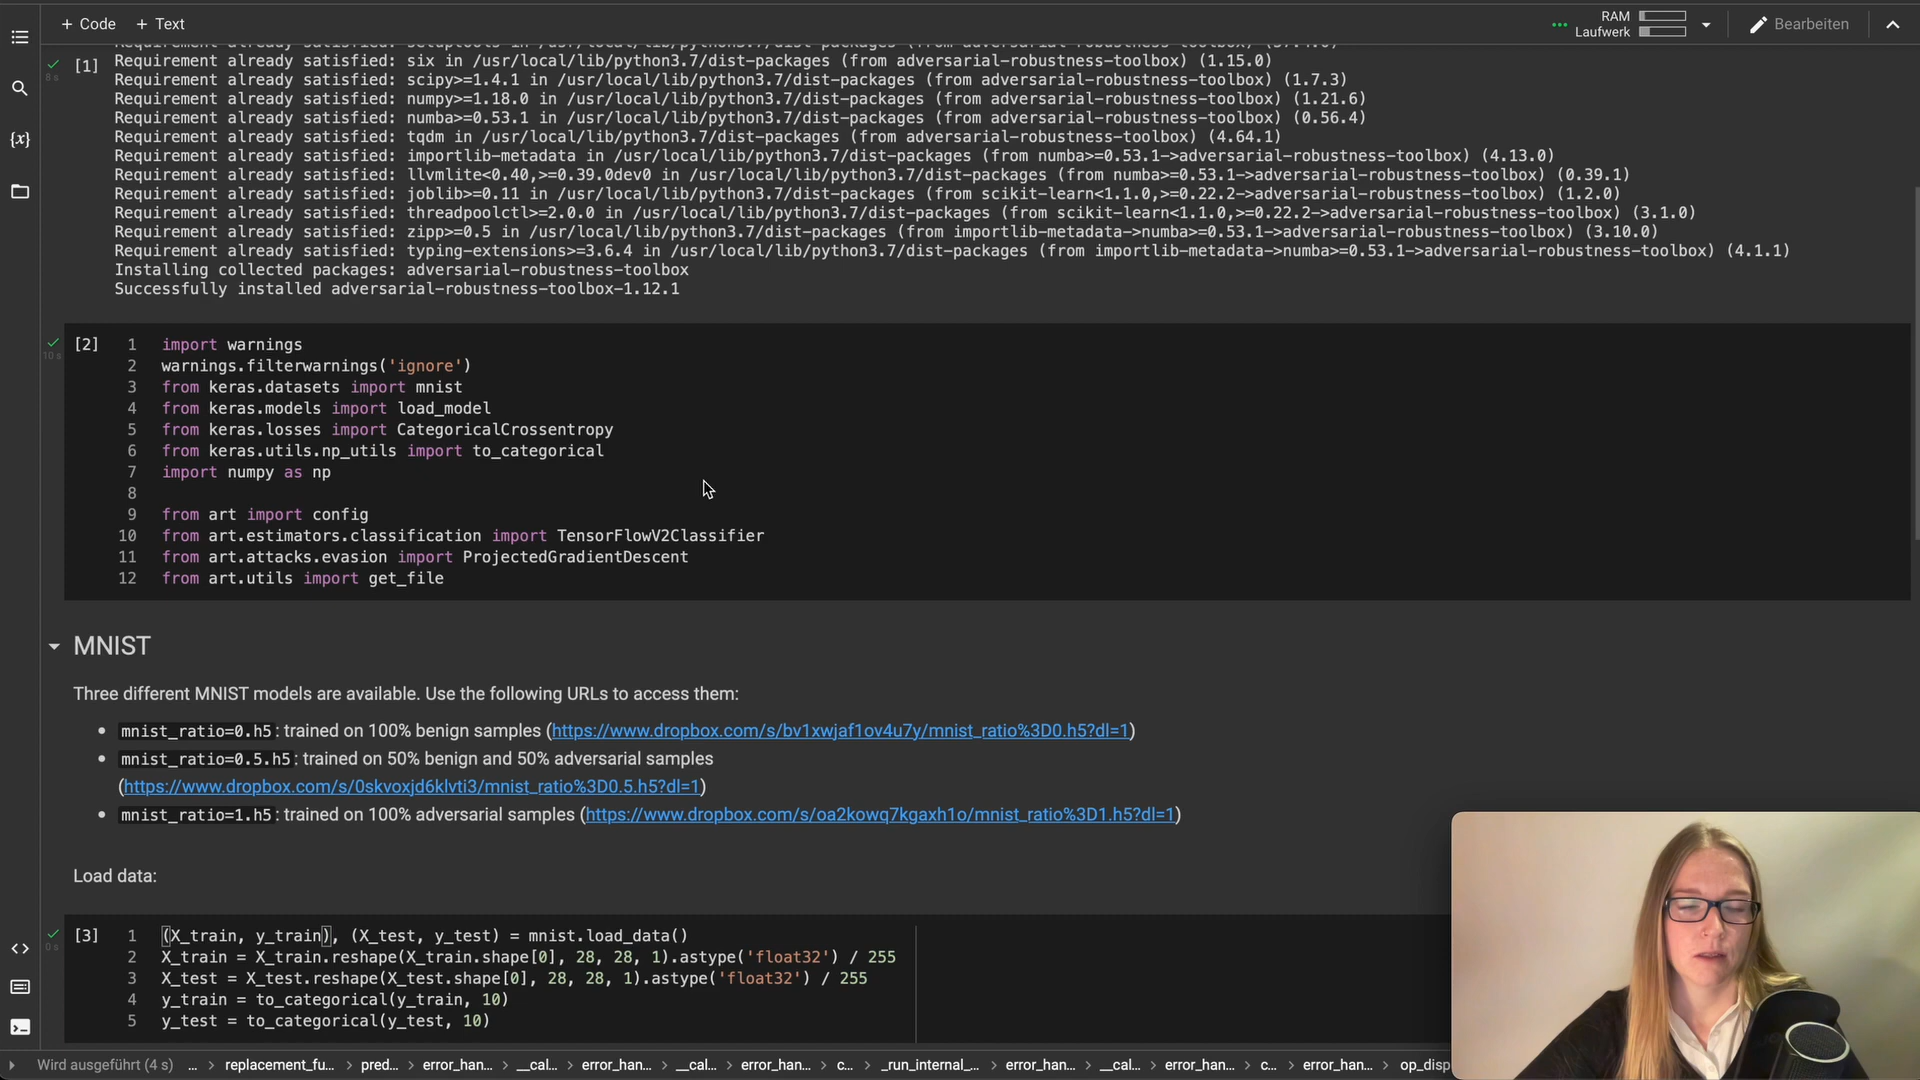 + Code + Text
RAM
Laufwerk
Bearbeiten
[1]
8 s
Requirement already satisfied: setuptools in /usr/local/lib/python3.7/dist-packages (from adversarial-robustness-toolbox) (57.4.0)
Requirement already satisfied: six in /usr/local/lib/python3.7/dist-packages (from adversarial-robustness-toolbox) (1.15.0)
Requirement already satisfied: scipy>=1.4.1 in /usr/local/lib/python3.7/dist-packages (from adversarial-robustness-toolbox) (1.7.3)
Requirement already satisfied: numpy>=1.18.0 in /usr/local/lib/python3.7/dist-packages (from adversarial-robustness-toolbox) (1.21.6)
Requirement already satisfied: numba>=0.53.1 in /usr/local/lib/python3.7/dist-packages (from adversarial-robustness-toolbox) (0.56.4)
Requirement already satisfied: tqdm in /usr/local/lib/python3.7/dist-packages (from adversarial-robustness-toolbox) (4.64.1)
Requirement already satisfied: importlib-metadata in /usr/local/lib/python3.7/dist-packages (from numba>=0.53.1->adversarial-robustness-toolbox) (4.13.0)
Requirement already satisfied: llvmlite<0.40,>=0.39.0dev0 in /usr/local/lib/python3.7/dist-packages (from numba>=0.53.1->adversarial-robustness-toolbox) (0.39.1)
Requirement already satisfied: joblib>=0.11 in /usr/local/lib/python3.7/dist-packages (from scikit-learn<1.1.0,>=0.22.2->adversarial-robustness-toolbox) (1.2.0)
Requirement already satisfied: threadpoolctl>=2.0.0 in /usr/local/lib/python3.7/dist-packages (from scikit-learn<1.1.0,>=0.22.2->adversarial-robustness-toolbox) (3.1.0)
Requirement already satisfied: zipp>=0.5 in /usr/local/lib/python3.7/dist-packages (from importlib-metadata->numba>=0.53.1->adversarial-robustness-toolbox) (3.10.0)
Requirement already satisfied: typing-extensions>=3.6.4 in /usr/local/lib/python3.7/dist-packages (from importlib-metadata->numba>=0.53.1->adversarial-robustness-toolbox) (4.1.1)
Installing collected packages: adversarial-robustness-toolbox
Successfully installed adversarial-robustness-toolbox-1.12.1
[2]
10 s
1 import warnings
2 warnings.filterwarnings('ignore')
3 from keras.datasets import mnist
4 from keras.models import load_model
5 from keras.losses import CategoricalCrossentropy
6 from keras.utils.np_utils import to_categorical
7 import numpy as np
8
9 from art import config
10 from art.estimators.classification import TensorFlowV2Classifier
11 from art.attacks.evasion import ProjectedGradientDescent
12 from art.utils import get_file
MNIST
Three different MNIST models are available. Use the following URLs to access them:
• mnist_ratio=0.h5: trained on 100% benign samples (https://www.dropbox.com/s/bv1xwjaf1ov4u7y/mnist_ratio%3D0.h5?dl=1)
• mnist_ratio=0.5.h5: trained on 50% benign and 50% adversarial samples
(https://www.dropbox.com/s/0skvoxjd6klvti3/mnist_ratio%3D0.5.h5?dl=1)
• mnist_ratio=1.h5: trained on 100% adversarial samples (https://www.dropbox.com/s/oa2kowq7kgaxh1o/mnist_ratio%3D1.h5?dl=1)
Load data:
[3]
0 s
1 (X_train, y_train), (X_test, y_test) = mnist.load_data()
2 X_train = X_train.reshape(X_train.shape[0], 28, 28, 1).astype('float32') / 255
3 X_test = X_test.reshape(X_test.shape[0], 28, 28, 1).astype('float32') / 255
4 y_train = to_categorical(y_train, 10)
5 y_test = to_categorical(y_test, 10)
Wird ausgeführt (4 s) ... > replacement_fu... > pred... > error_han... > __cal... > error_han... > __cal... > error_han... > c... > _run_internal_... > error_han... > __cal... > error_han... > c... > error_han... > op_disp